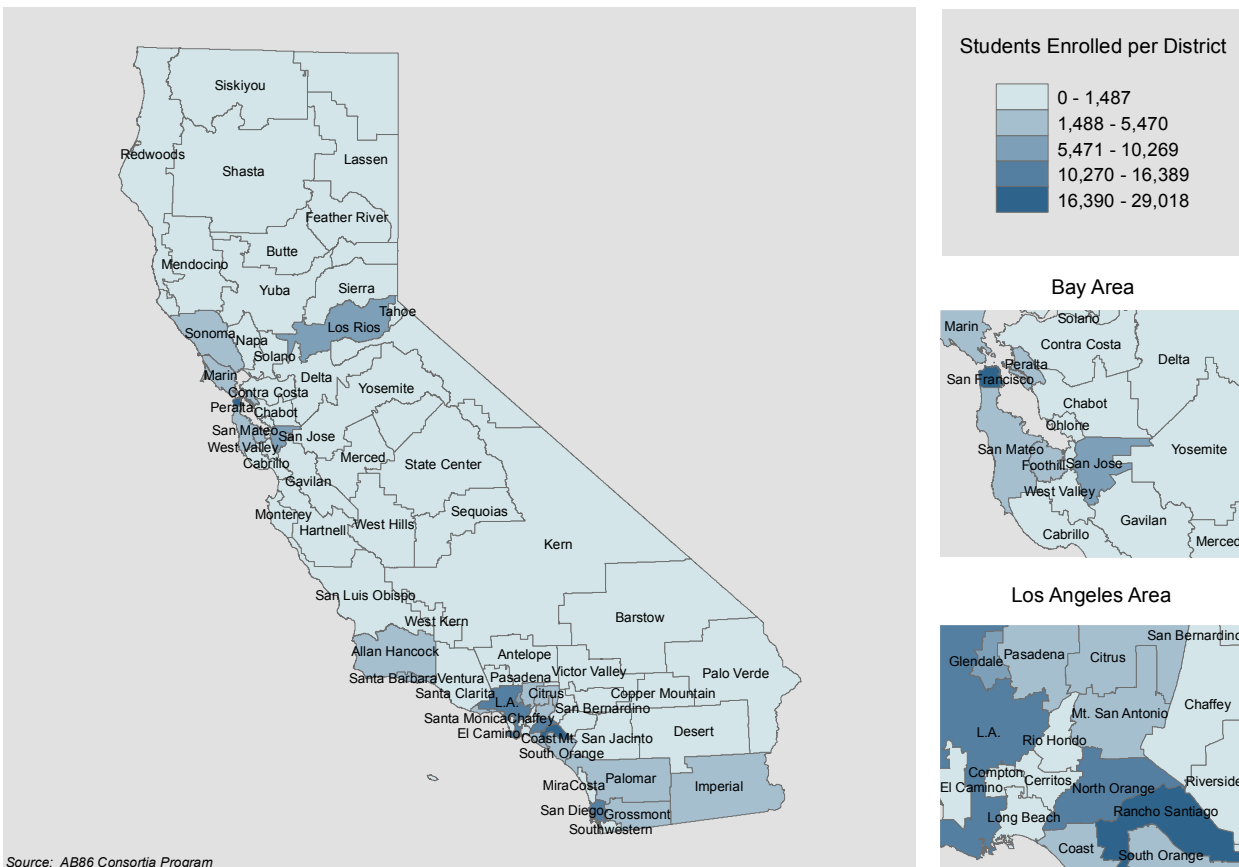 Siskiyou
Redwoods
Shasta
Lassen
Feather River
Butte
Mendocino
Yuba
Sierra
Tahoe
Los Rios
Sonoma
Napa
Solano
Marin
Delta
Contra Costa
Yosemite
Peralta
Chabot
San Mateo
San Jose
West Valley
Merced
Cabrillo
State Center
Gavilan
Monterey
Sequoias
Hartnell
West Hills
Kern
San Luis Obispo
West Kern
Barstow
Allan Hancock
Antelope
Victor Valley
Palo Verde
Santa Barbara
Ventura
Pasadena
Santa Clarita
Citrus
Copper Mountain
L.A.
San Bernardino
Santa Monica
Chaffey
El Camino
Coast
Mt. San Jacinto
Desert
South Orange
MiraCosta
Palomar
Imperial
San Diego
Grossmont
Southwestern
Source: AB86 Consortia Program
Students Enrolled per District
0 - 1,487
1,488 - 5,470
5,471 - 10,269
10,270 - 16,389
16,390 - 29,018
Bay Area
Marin
Solano
Contra Costa
Delta
Peralta
San Francisco
Chabot
Ohlone
San Mateo
Foothill
San Jose
Yosemite
West Valley
Gavilan
Cabrillo
Merced
Los Angeles Area
San Bernardino
Glendale
Pasadena
Citrus
Chaffey
Mt. San Antonio
L.A.
Rio Hondo
Compton
Cerritos
Riverside
El Camino
North Orange
Long Beach
Rancho Santiago
Coast
South Orange